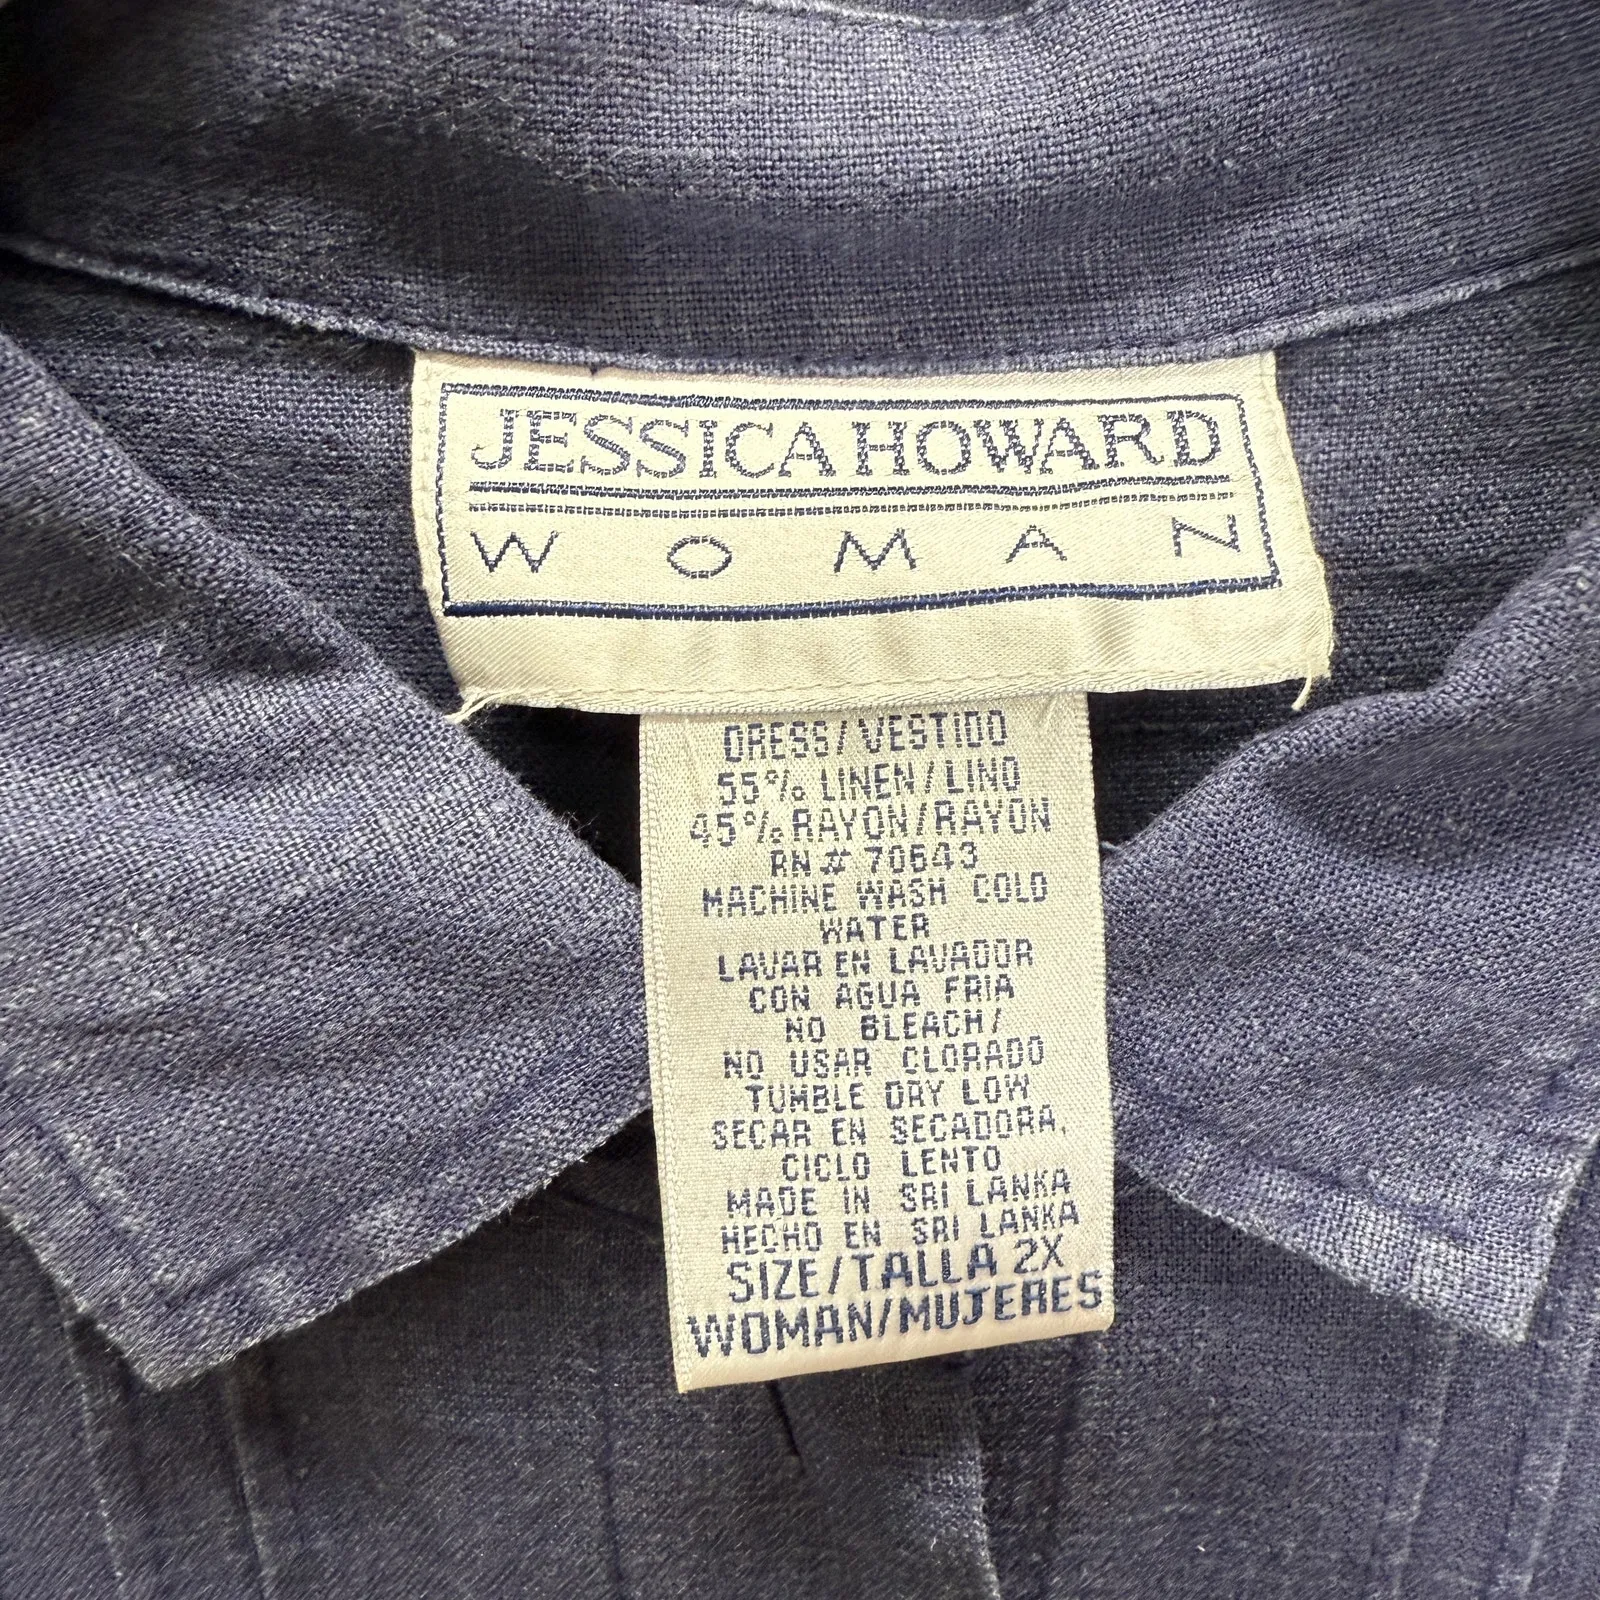 JESSICA HOWARD
WOMAN
DRESS/VESTIDO
55% LINEN/LINO
45% RAYON/RAYON
RN# 70643
MACHINE WASH COLD
WATER
LAVAR EN LAVADOR
CON AGUA FRIA
NO BLEACH/
NO USAR CLORADO
TUMBLE DRY LOW
SECAR EN SECADORA,
CICLO LENTO
MADE IN SRI LANKA
HECHO EN SRI LANKA
SIZE/TALLA 2X
WOMAN/MUJERES